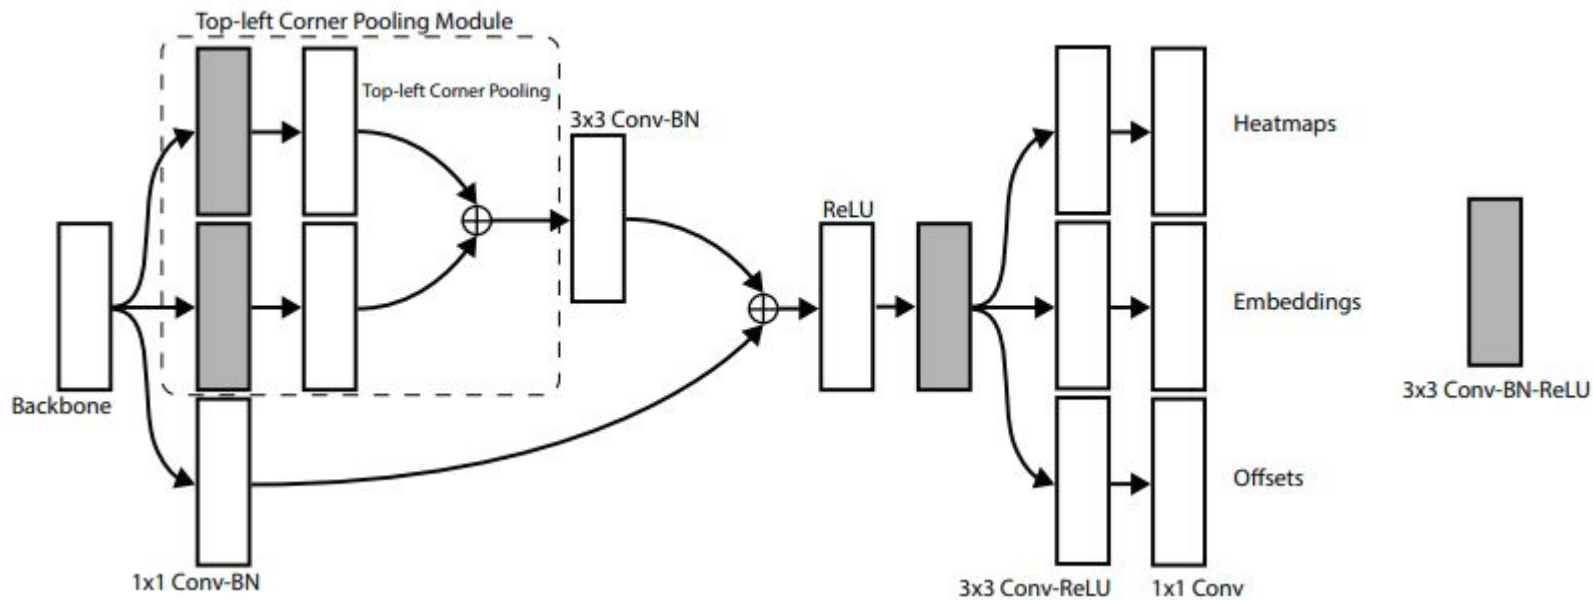 Top-left Corner Pooling Module
Top-left Corner Pooling
3x3 Conv-BN
Heatmaps
ReLU
Embeddings
Backbone
3x3 Conv-BN-ReLU
Offsets
1x1 Conv-BN
3x3 Conv-ReLU
1x1 Conv